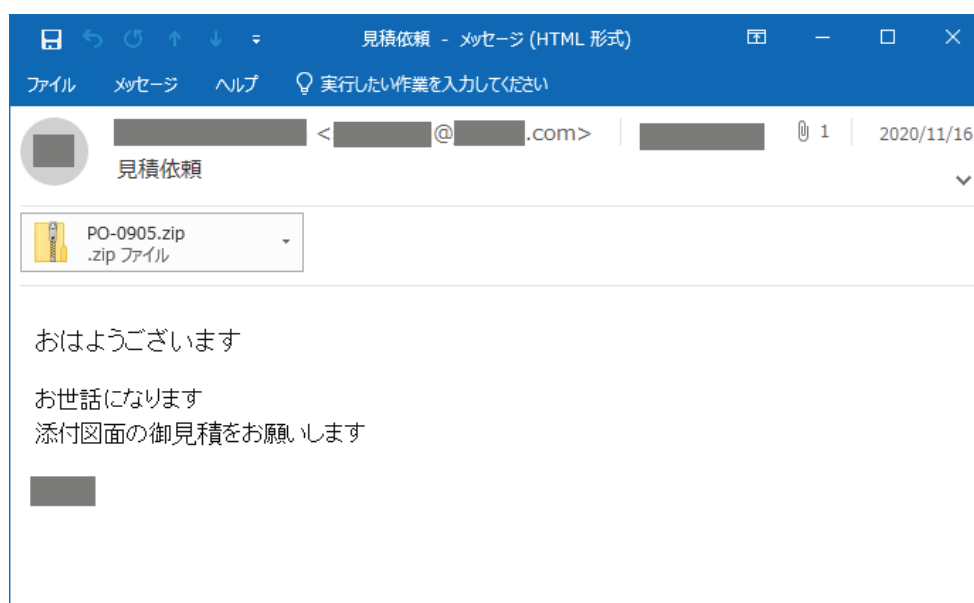 見積依頼 - メッセージ (HTML 形式)
ファイル メッセージ ヘルプ 実行したい作業を入力してください
< @ .com> 1 2020/11/16
見積依頼
PO-0905.zip
.zip ファイル
おはようございます
お世話になります
添付図面の御見積をお願いします